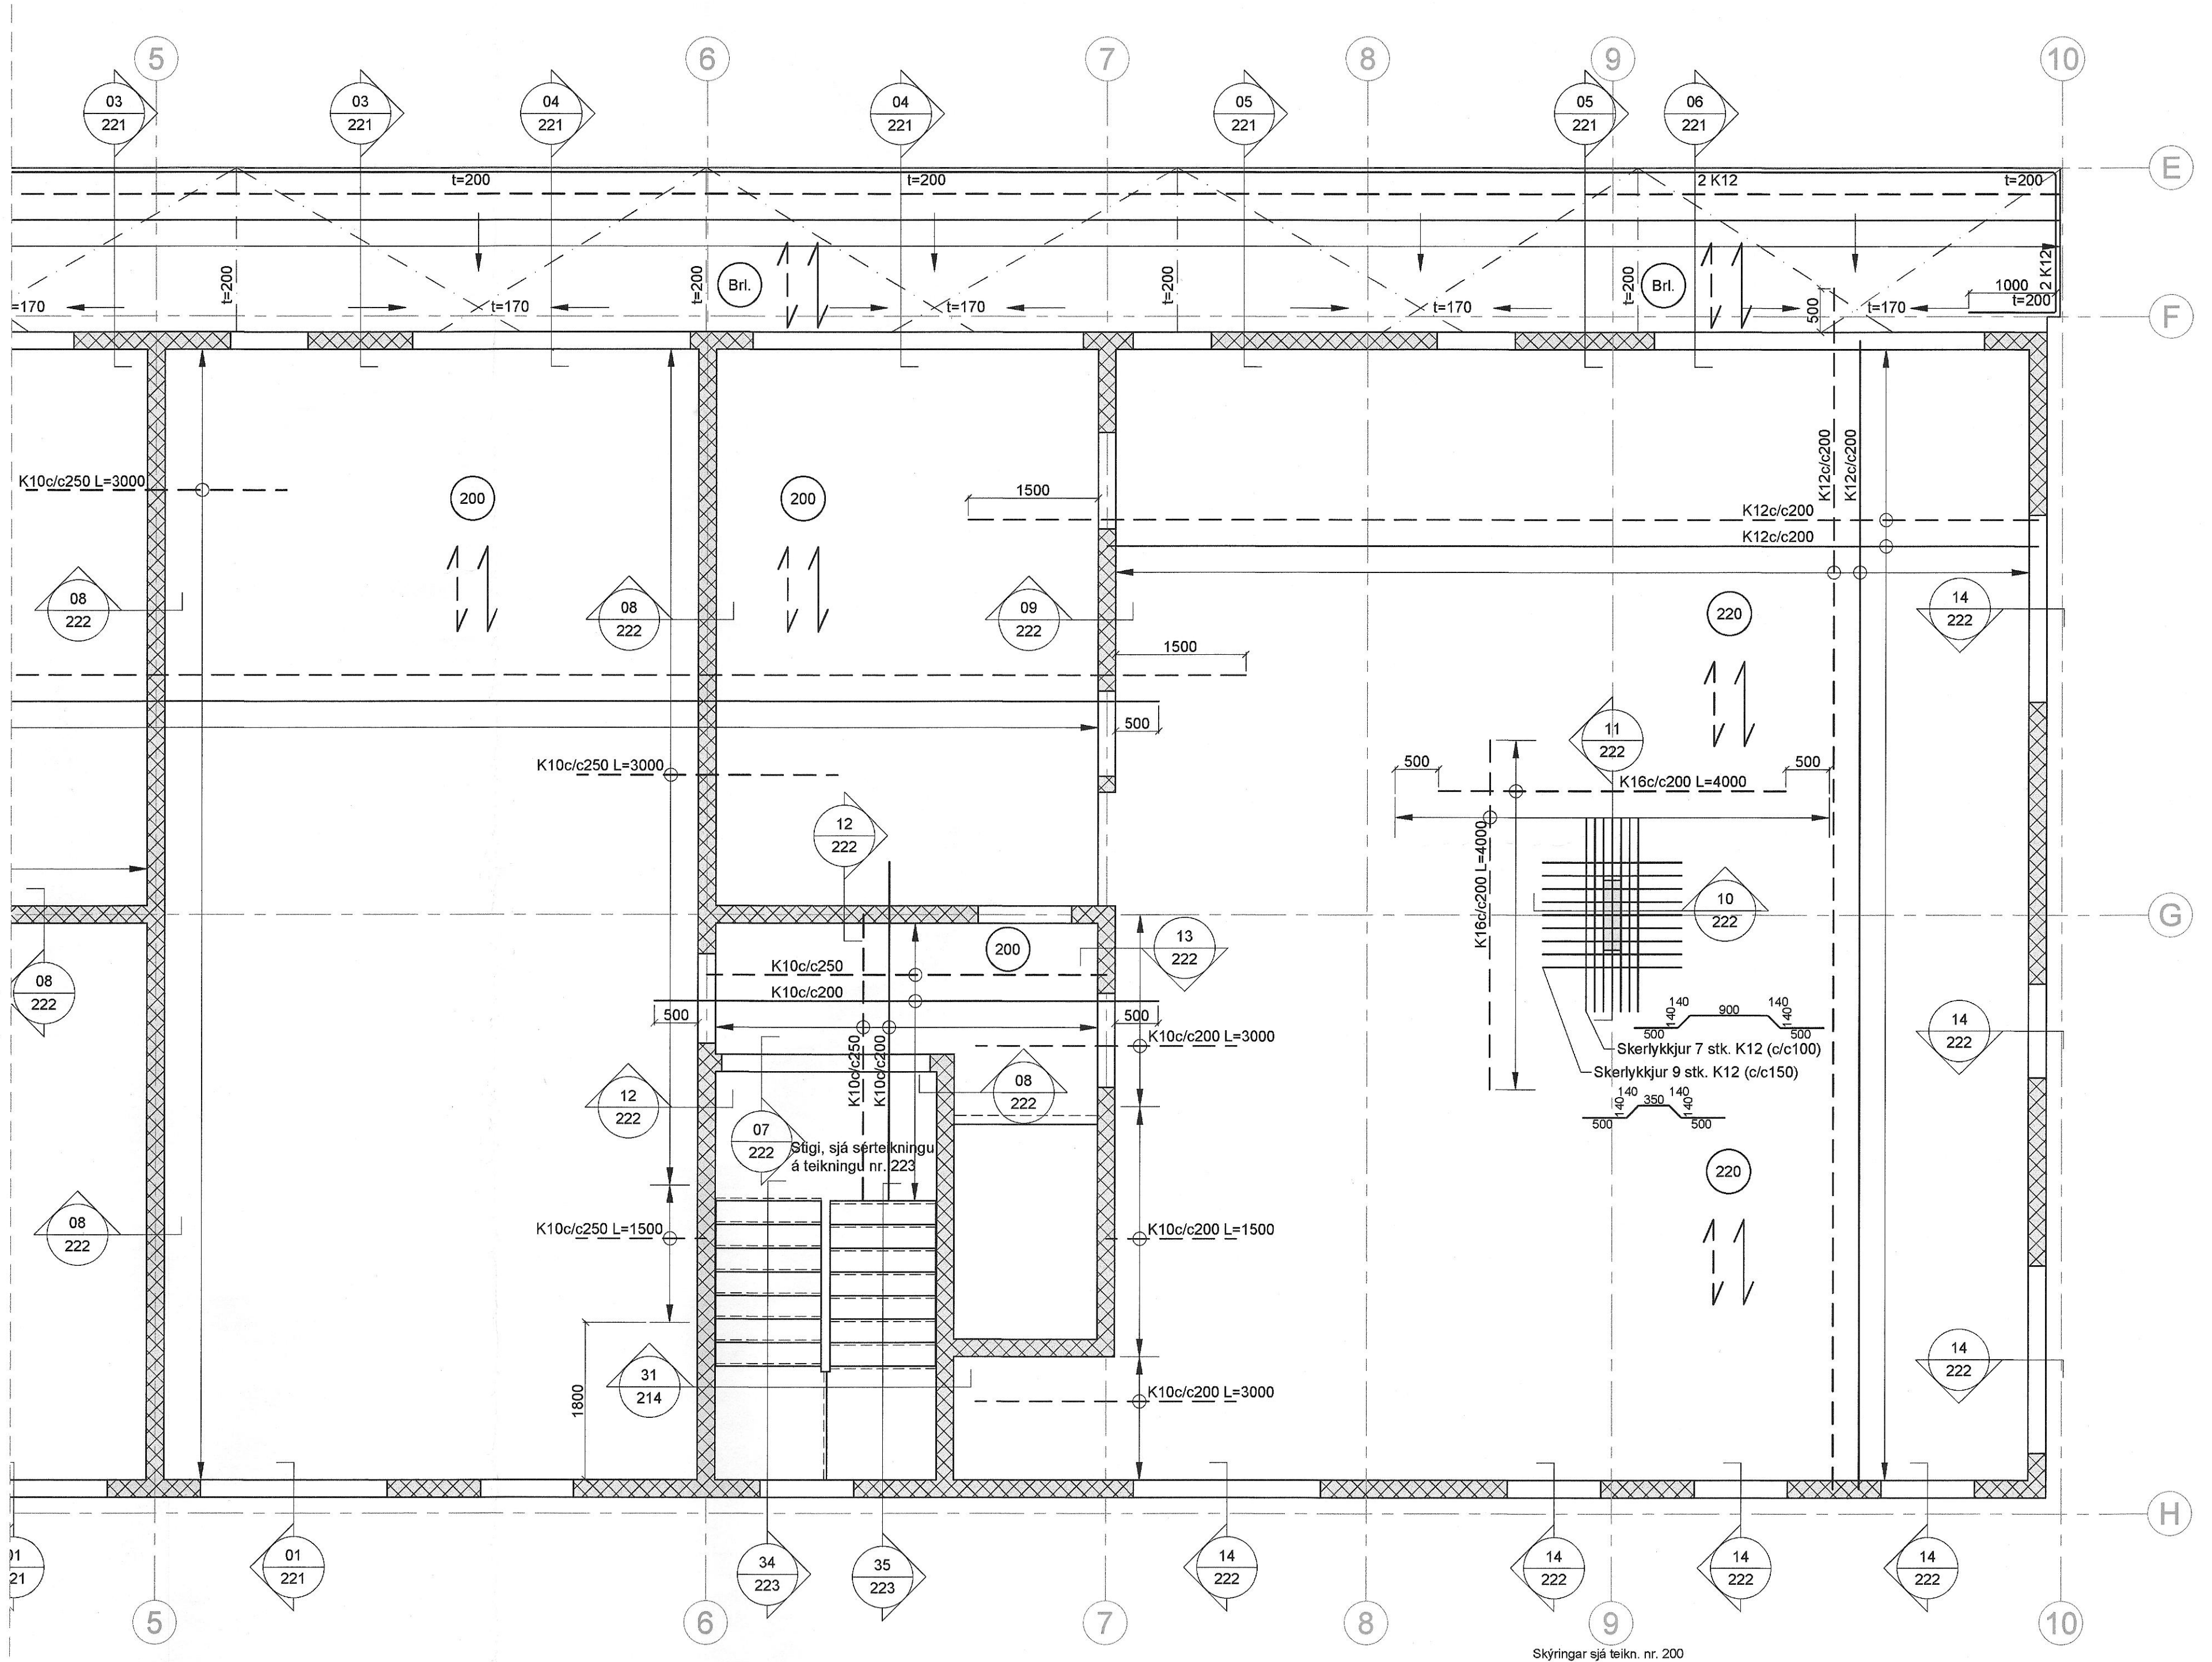 5 6 7 8 9 10
03 03 04 04 05 05 06
221 221 221 221 221 221 221
E
t=200 t=200 2 K12 t=200
t=200 t=200 Brl. t=200 t=200 Brl. 2 K12
1000
t=200
=170 t=170 t=170 t=170 500 t=170
F
K12c/c200 K12c/c200
K10c/c250 L=3000
200 200
1500
K12c/c200
K12c/c200
08
222
08
222
09
222
220
14
222
1500
500
11
222
K10c/c250 L=3000
500 500
K16c/c200 L=4000
K16c/c200 L=4000
12
222
10
222
G
200
13
222
08
222
K10c/c250
K10c/c200
500 500
K10c/c250 K10c/c200
K10c/c200 L=3000
140 900 140
500 140 140 500
14
222
Skerlykkjur 7 stk. K12 (c/c100)
Skerlykkjur 9 stk. K12 (c/c150)
140 350 140
140 140
500 500
08
222
12
222
07
222
Stigi, sjá sérteikningu
á teikningu nr. 223
220
08
222
K10c/c250 L=1500
K10c/c200 L=1500
14
222
31
214
1800
K10c/c200 L=3000
H
01 01 34 35 14 14 14 14
21 221 223 223 222 222 222 222
5 6 7 8 9 10
Skýringar sjá teikn. nr. 200